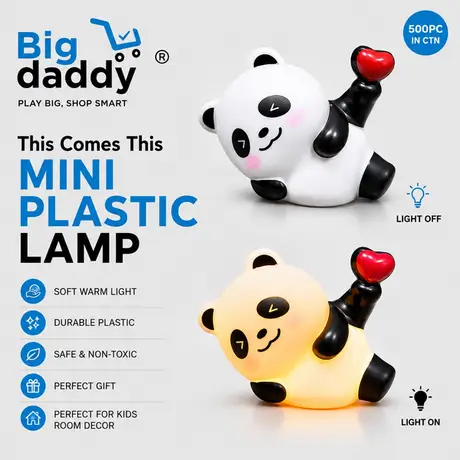 Big
daddy ®
PLAY BIG, SHOP SMART
500PC
IN CTN
This Comes This
MINI
PLASTIC
LAMP
LIGHT OFF
SOFT WARM LIGHT
DURABLE PLASTIC
SAFE & NON-TOXIC
PERFECT GIFT
PERFECT FOR KIDS
ROOM DECOR
LIGHT ON